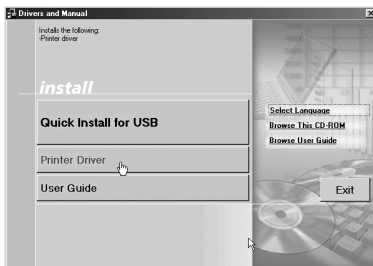 Drivers and Manual
Installs the following:
-Printer driver
install
Quick Install for USB
Printer Driver
User Guide
Select Language
Browse This CD-ROM
Browse User Guide
Exit